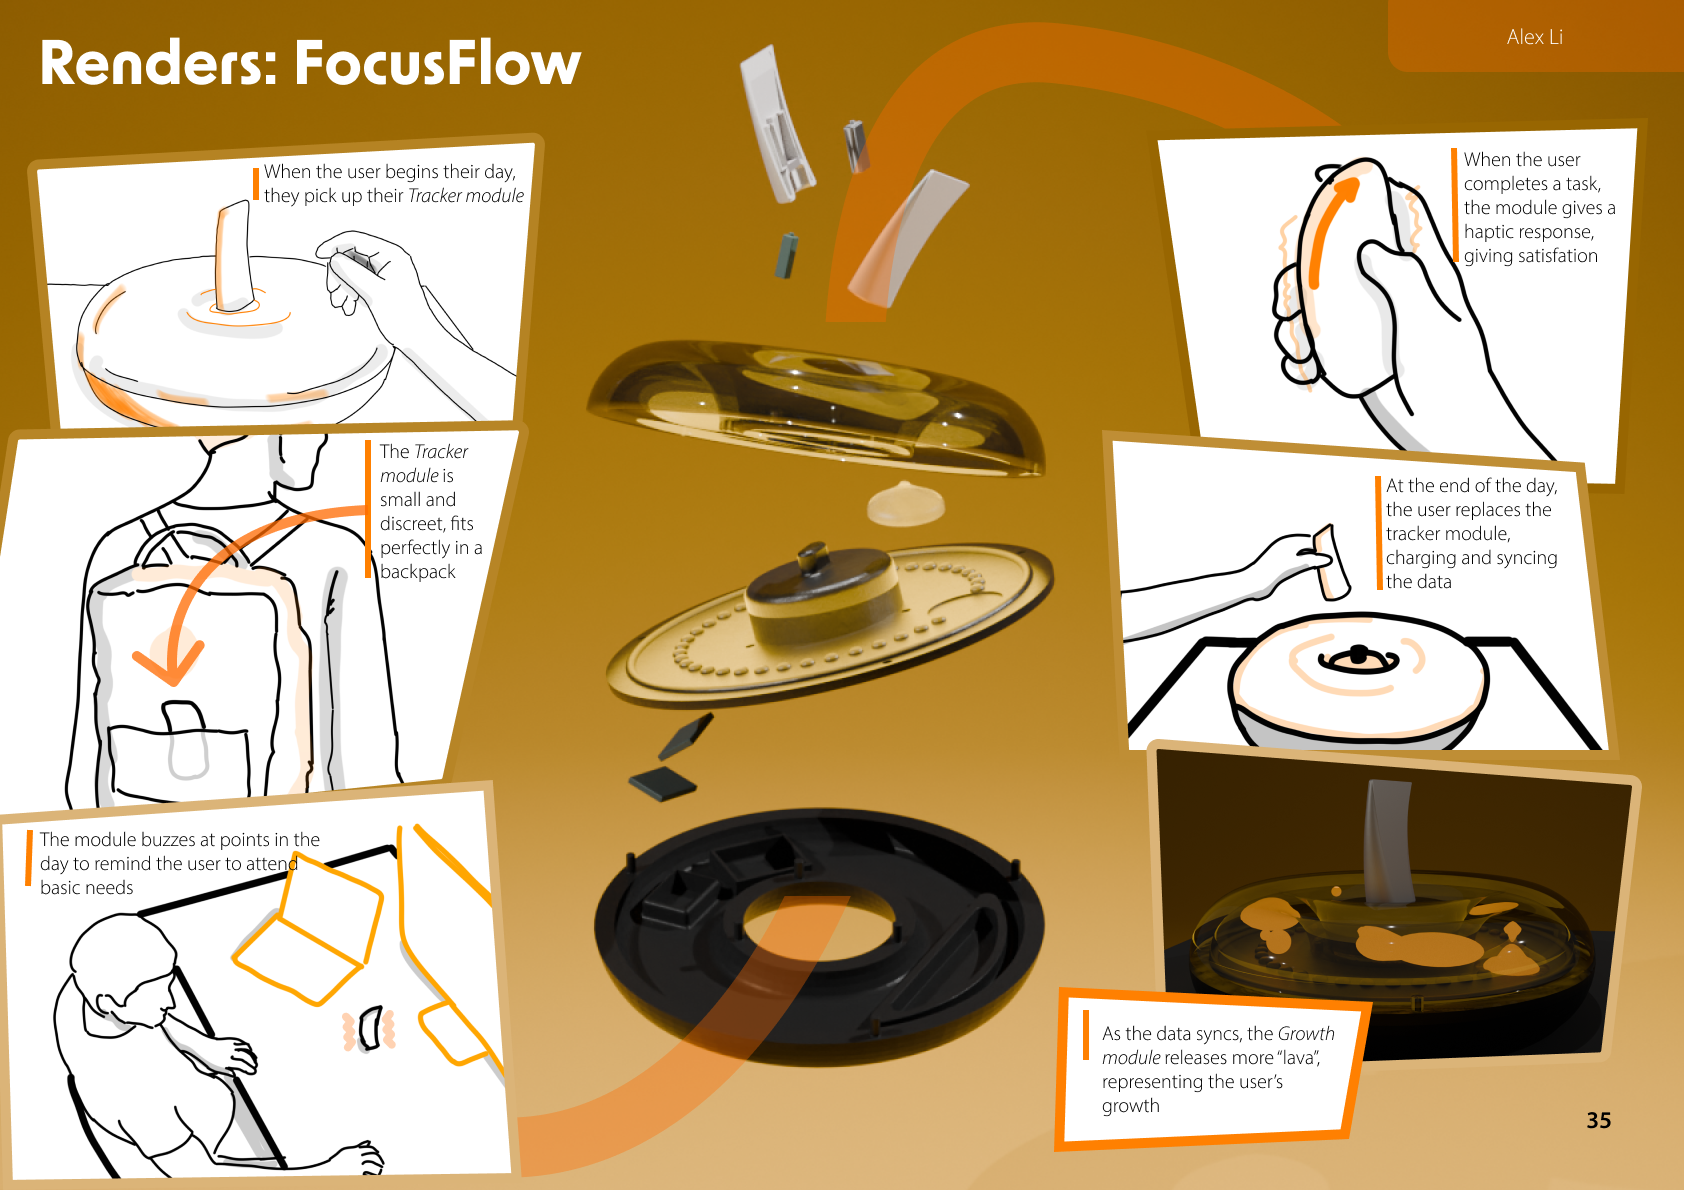 Renders: FocusFlow
Alex Li
When the user begins their day,
they pick up their Tracker module
The Tracker
module is
small and
discreet, fits
perfectly in a
backpack
The module buzzes at points in the
day to remind the user to attend
basic needs
When the user
completes a task,
the module gives a
haptic response,
giving satisfation
At the end of the day,
the user replaces the
tracker module,
charging and syncing
the data
As the data syncs, the Growth
module releases more “lava”,
representing the user’s
growth
35